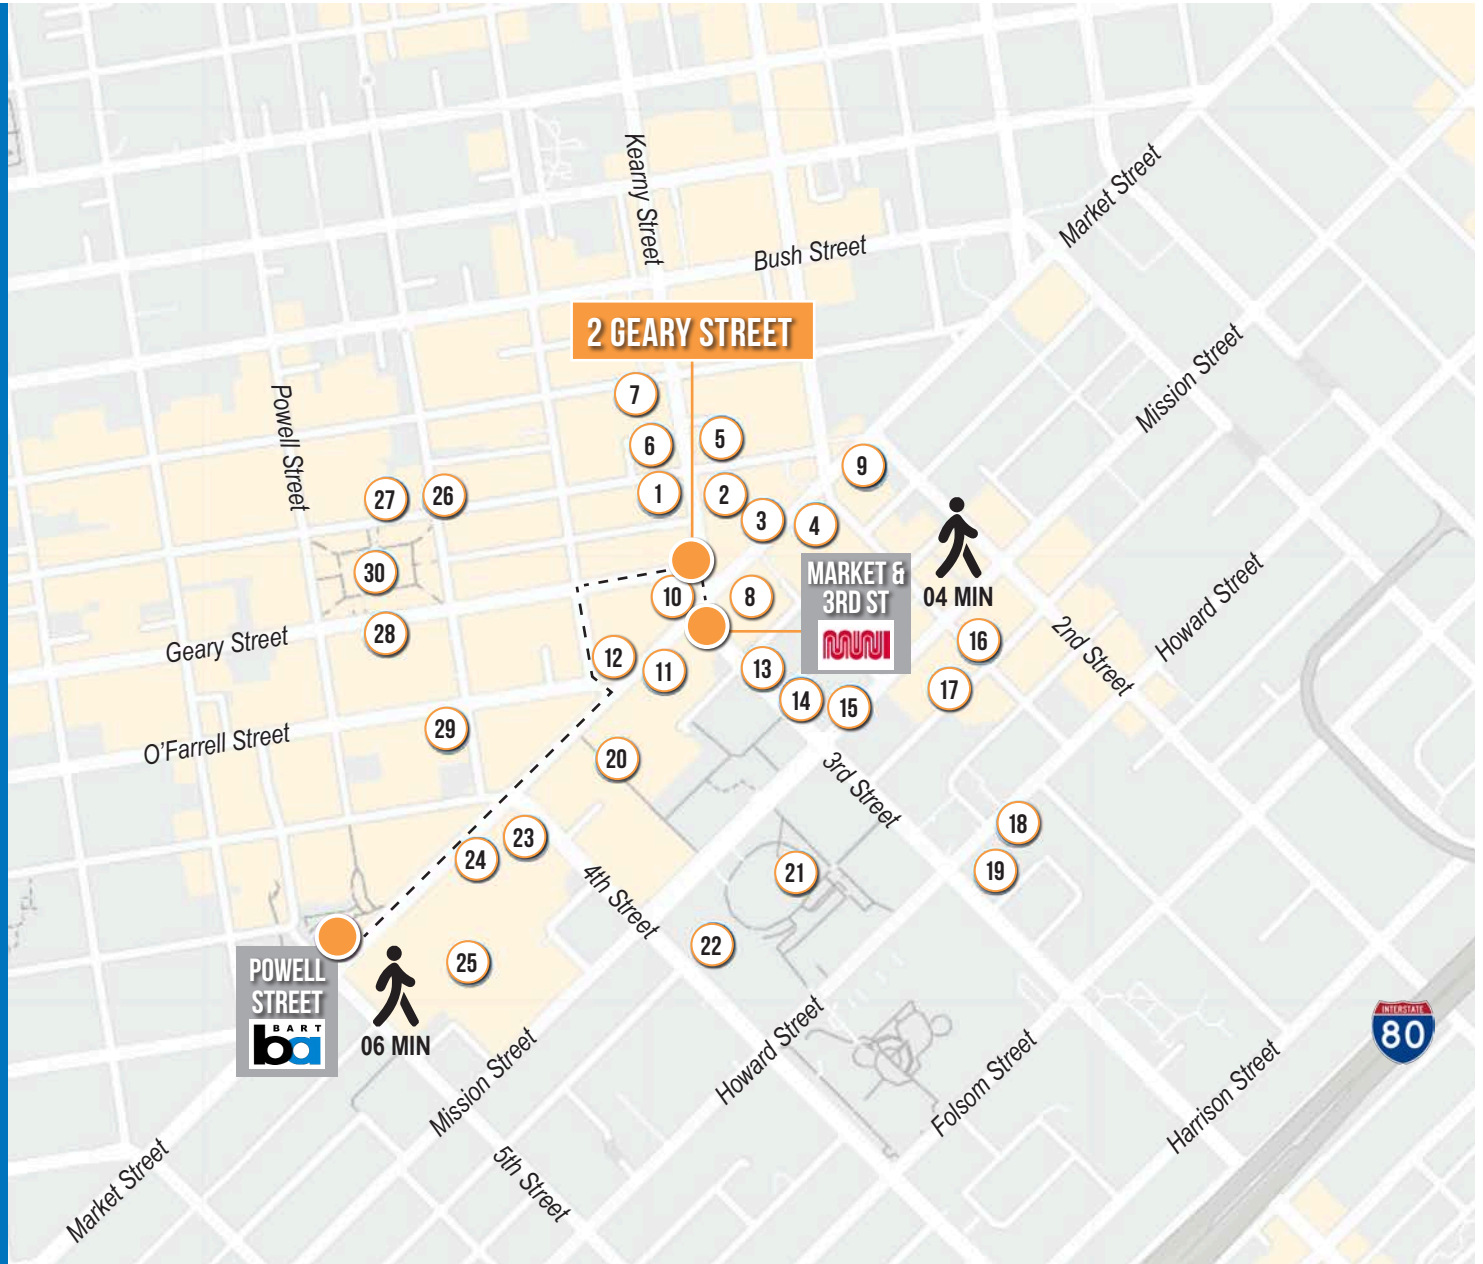 Kearny Street
Bush Street
Market Street
2 GEARY STREET
Mission Street
Powell Street
7
5
6
9
27
26
1
2
3
4
30
MARKET &
3RD ST
MUNI
04 MIN
10
8
Howard Street
Geary Street
28
12
11
13
16
2nd Street
17
14
15
O'Farrell Street
29
20
3rd Street
18
23
24
19
21
4th Street
22
25
POWELL
STREET
BART
ba
06 MIN
INTERSTATE
80
Mission Street
Howard Street
Folsom Street
Harrison Street
5th Street
Market Street